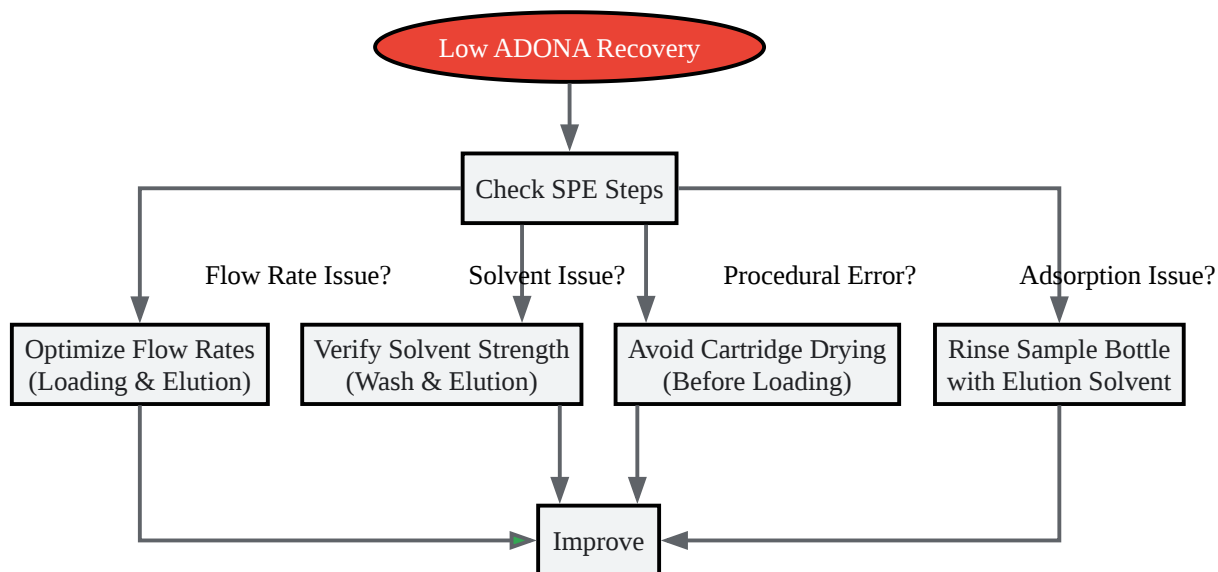 Low ADONA Recovery
Check SPE Steps
Flow Rate Issue?
Solvent Issue?
Procedural Error?
Adsorption Issue?
Optimize Flow Rates
(Loading & Elution)
Verify Solvent Strength
(Wash & Elution)
Avoid Cartridge Drying
(Before Loading)
Rinse Sample Bottle
with Elution Solvent
Improve